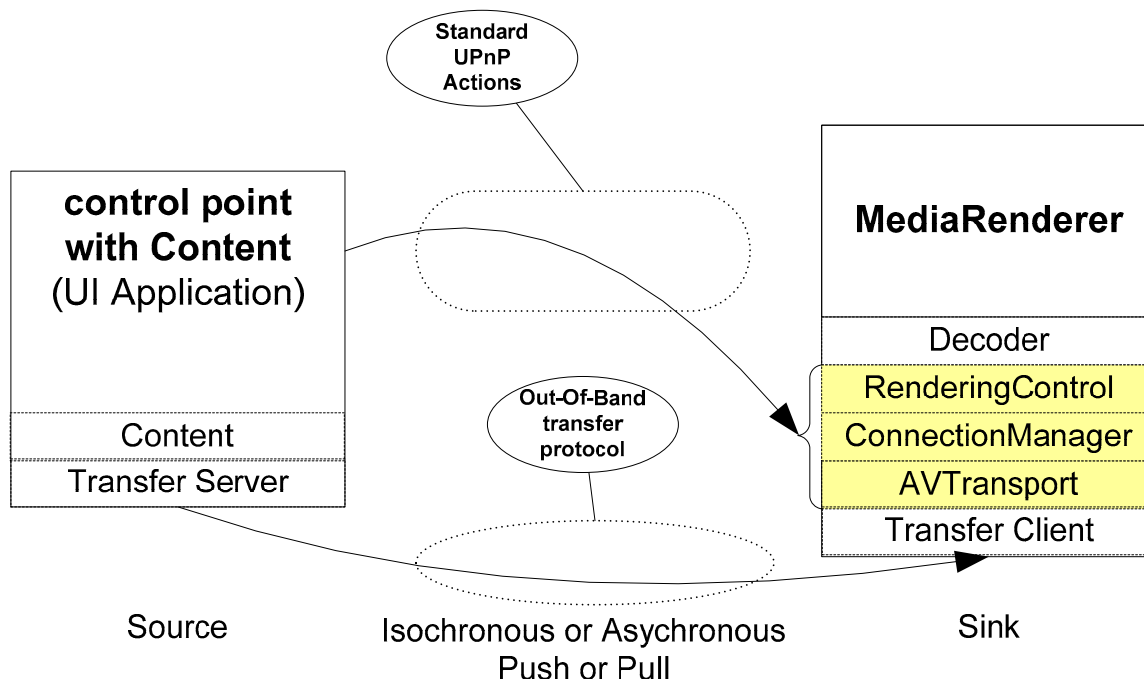 Standard
UPnP
Actions
control point
with Content
(UI Application)
Content
Transfer Server
MediaRenderer
Decoder
RenderingControl
ConnectionManager
AVTransport
Transfer Client
Out-Of-Band
transfer
protocol
Source
Isochronous or Asychronous
Push or Pull
Sink